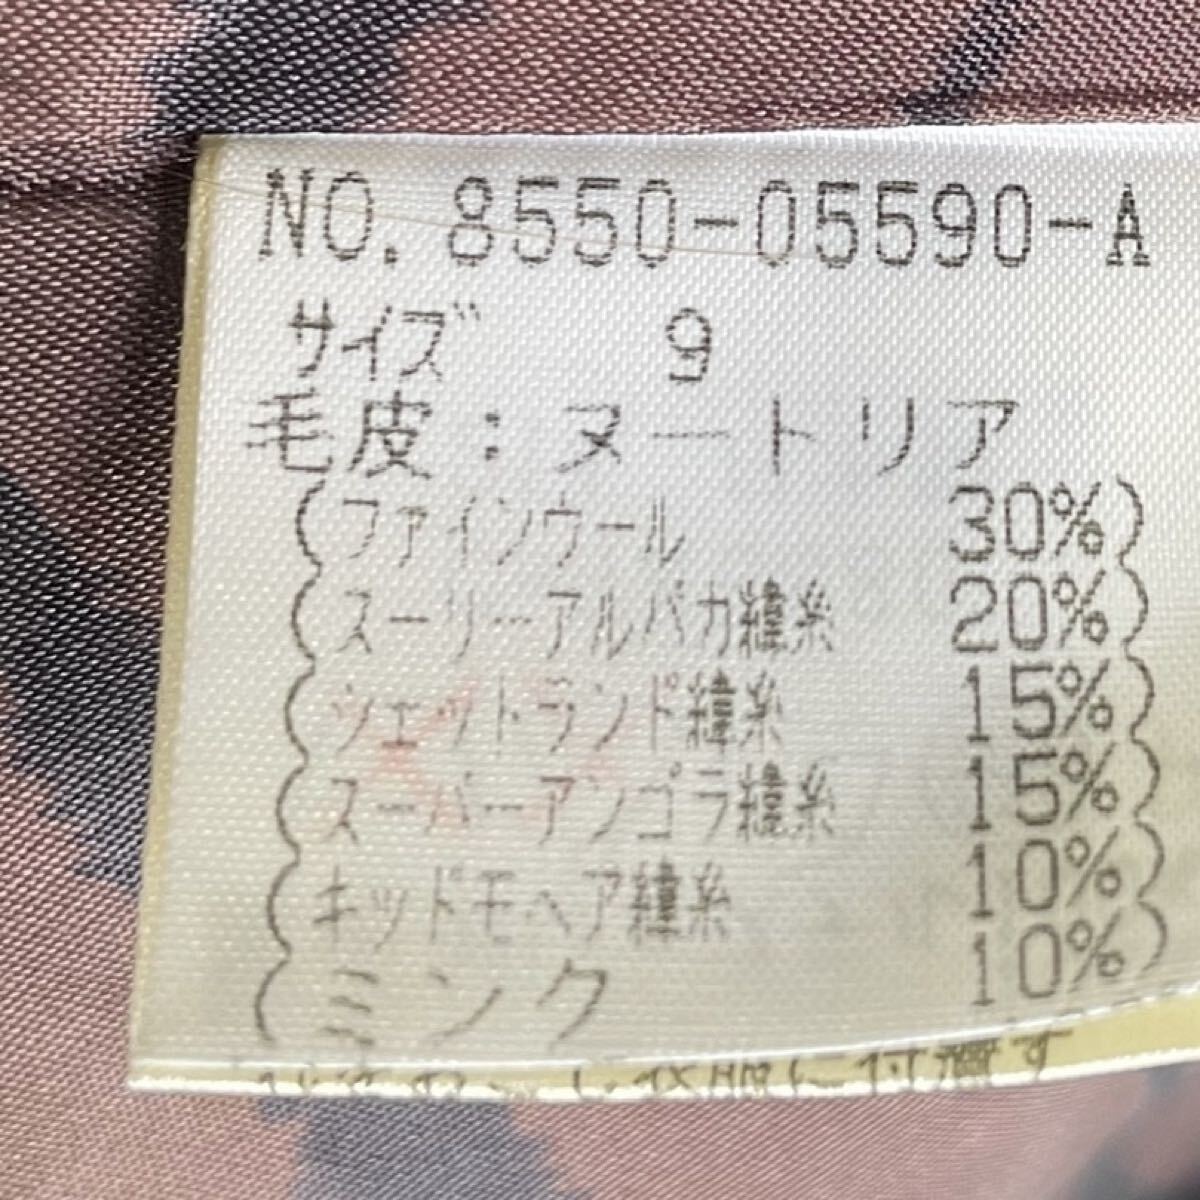 NO. 8550-05590-A
サイズ 9
毛皮:ヌートリア
(ファインウール 30%)
(スーリーアルパカ緯糸 20%)
(シェットランド緯糸 15%)
(スーパーアンゴラ緯糸 15%)
(キッドモヘア緯糸 10%)
(ミンク 10%)